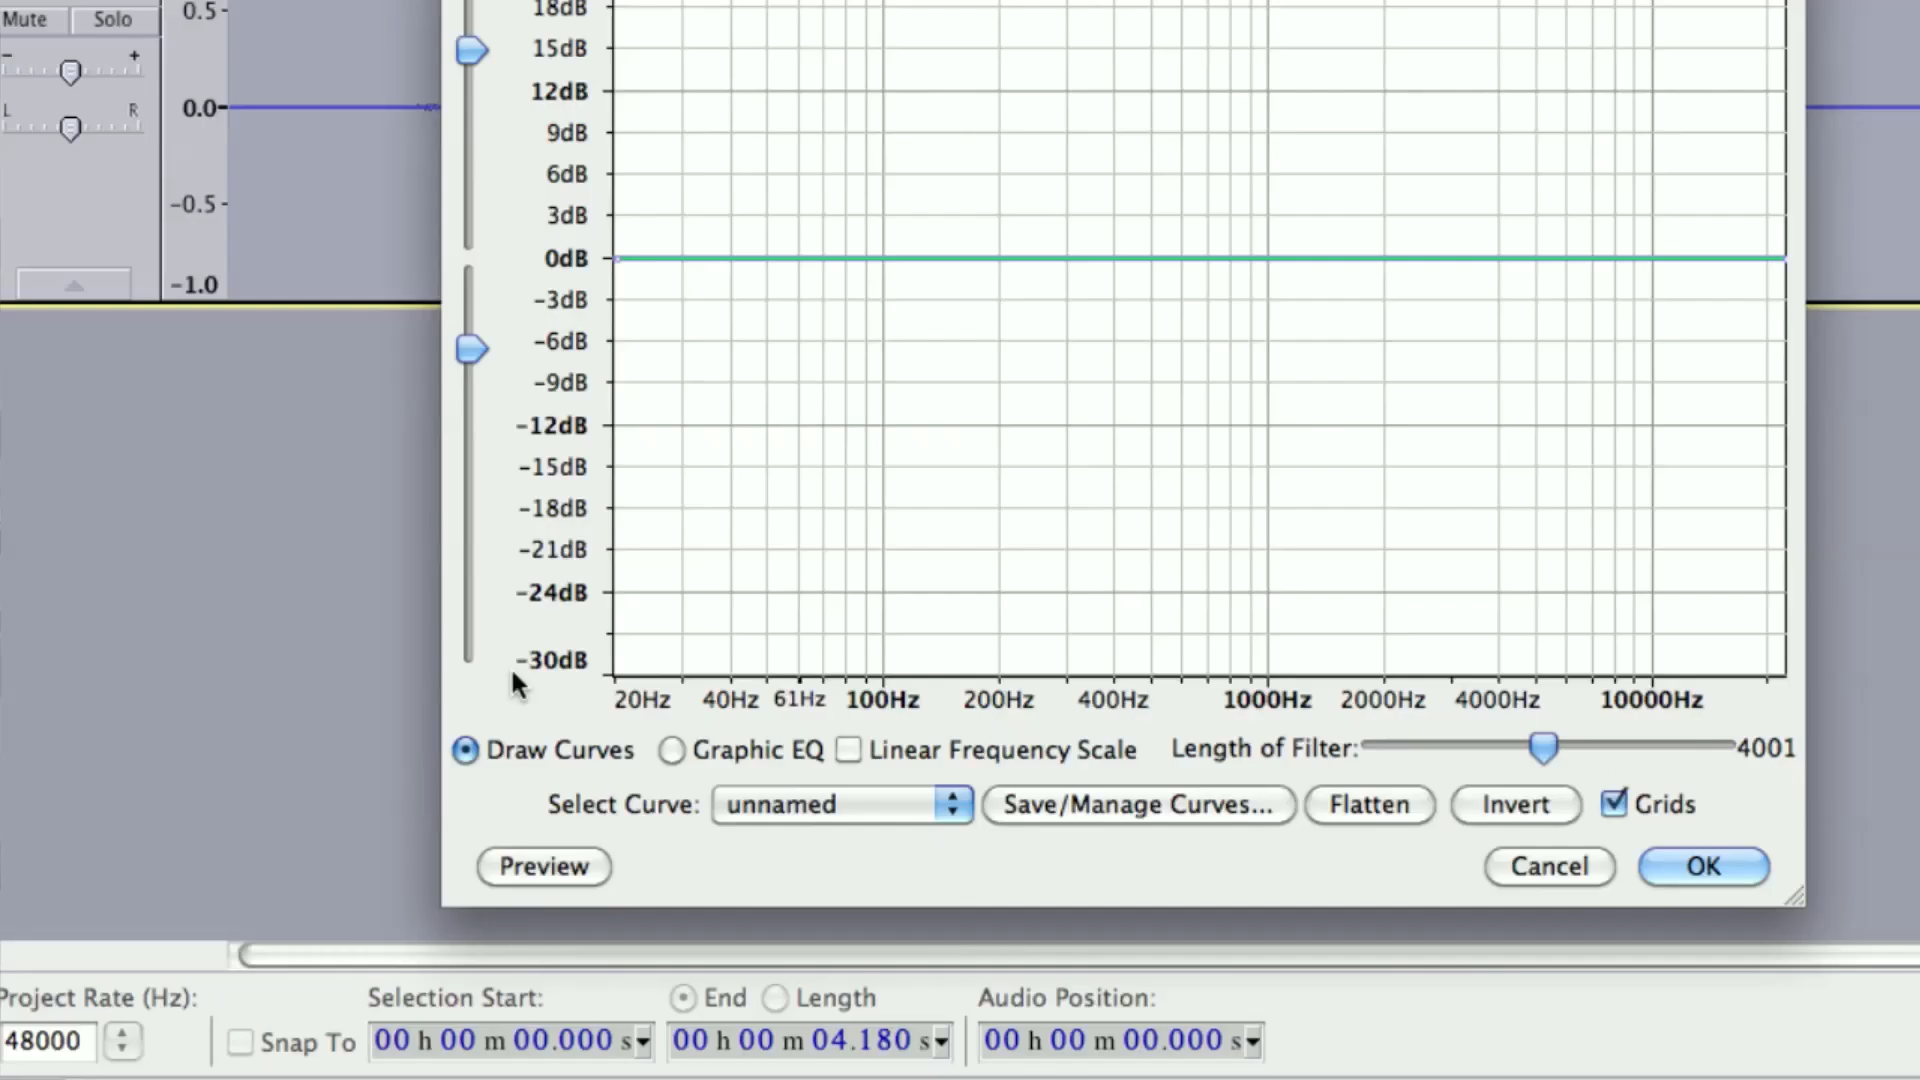 Mute Solo
0.5
18dB
15dB
- +
12dB
L R
0.0
9dB
6dB
-0.5
3dB
0dB
-1.0
-3dB
-6dB
-9dB
-12dB
-15dB
-18dB
-21dB
-24dB
-30dB
20Hz 40Hz 61Hz 100Hz 200Hz 400Hz 1000Hz 2000Hz 4000Hz 10000Hz
Draw Curves Graphic EQ Linear Frequency Scale Length of Filter: 4001
Select Curve: unnamed Save/Manage Curves... Flatten Invert Grids
Preview Cancel OK
Project Rate (Hz): Selection Start: End Length Audio Position:
48000 Snap To 00 h 00 m 00.000 s 00 h 00 m 04.180 s 00 h 00 m 00.000 s